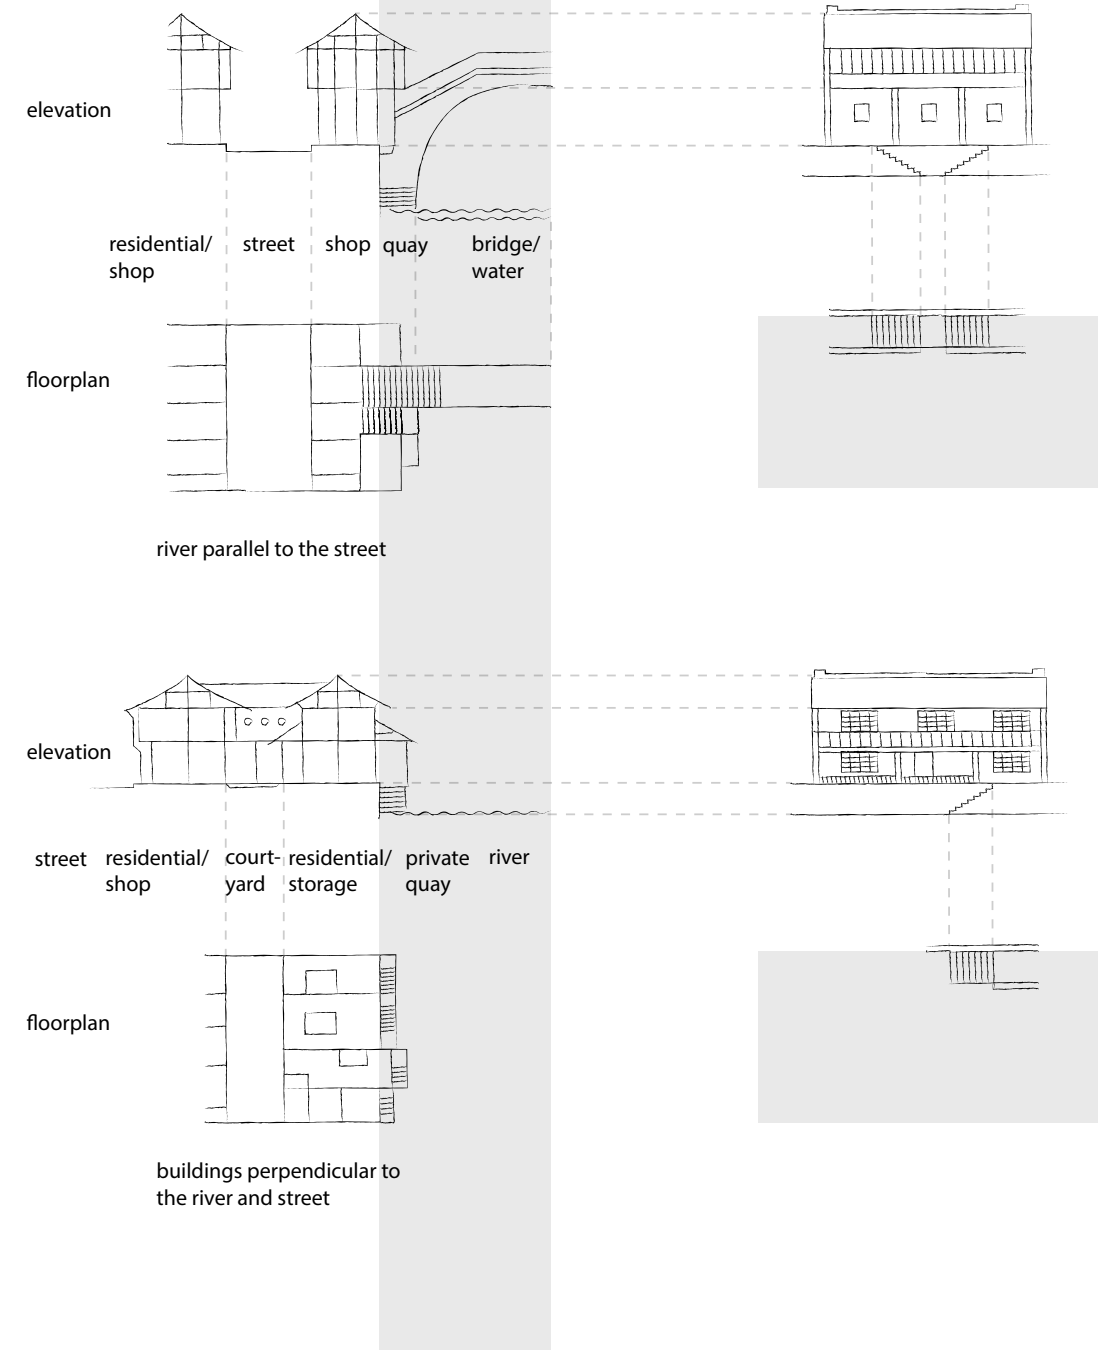 elevation
residential/
shop
street
shop
quay
bridge/
water
floorplan
river parallel to the street
elevation
street
residential/
shop
court-
yard
residential/
storage
private
quay
river
floorplan
buildings perpendicular to
the river and street